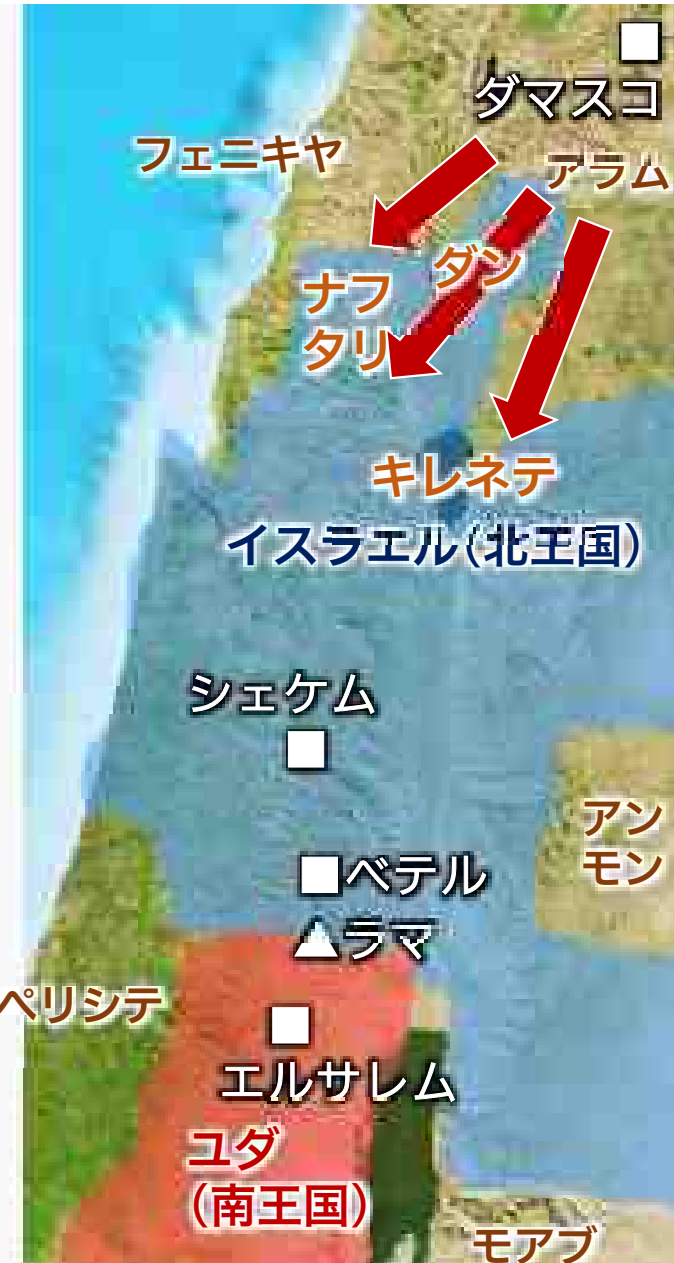 ダマスコ
フェニキヤ
アラム
ダン
ナフ
タリ
キレネテ
イスラエル（北王国）
シェケム
アン
モン
ベテル
ラマ
ペリシテ
エルサレム
ユダ
（南王国）
モアブ